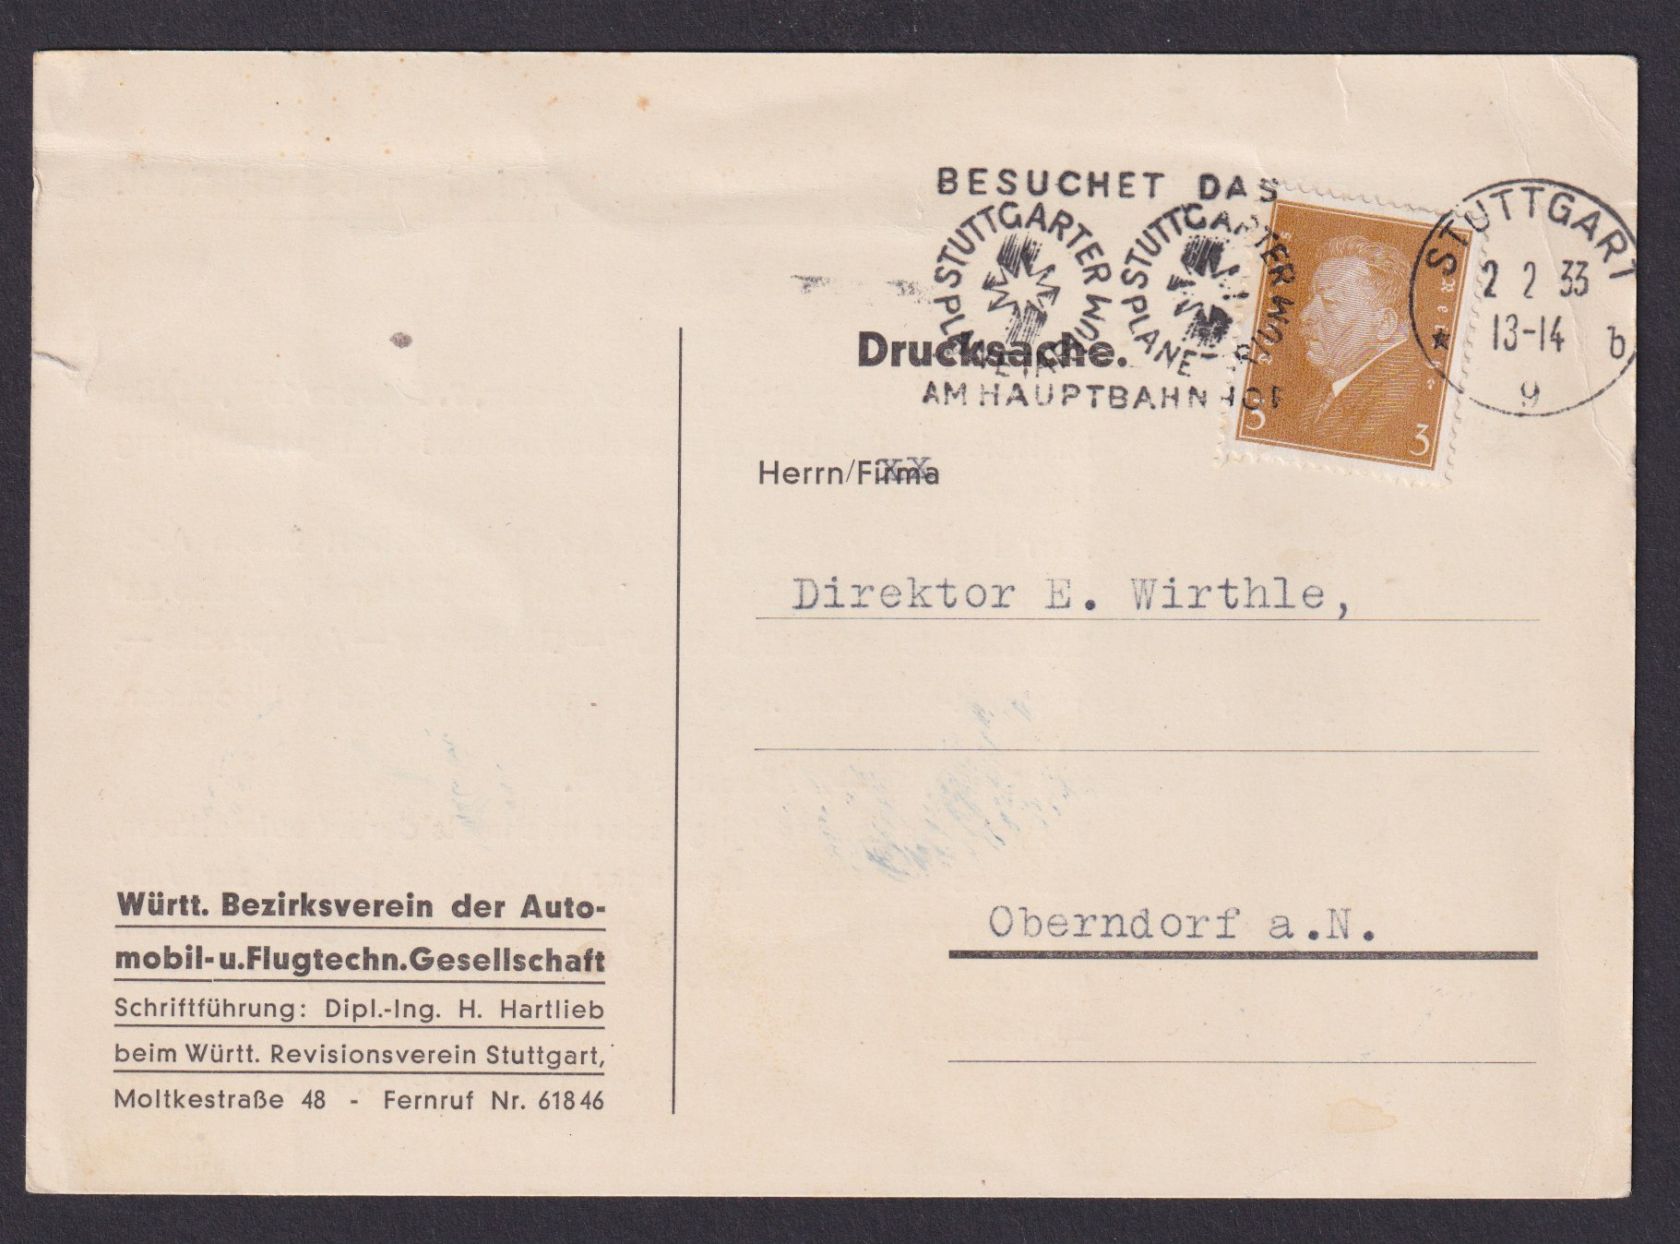 BESUCHET DAS
STUTTGARTER PLANETARIUM
STUTTGARTER PLANETARIUM
AM HAUPTBAHNHOF
STUTTGART
2 2 33
13-14
b
9
3 3
Drucksache.
Herrn/Firma
Direktor E. Wirthle,
Oberndorf a.N.
Württ. Bezirksverein der Auto-
mobil- u. Flugtechn. Gesellschaft
Schriftführung: Dipl.-Ing. H. Hartlieb
beim Württ. Revisionsverein Stuttgart,
Moltkestraße 48 - Fernruf Nr. 61846